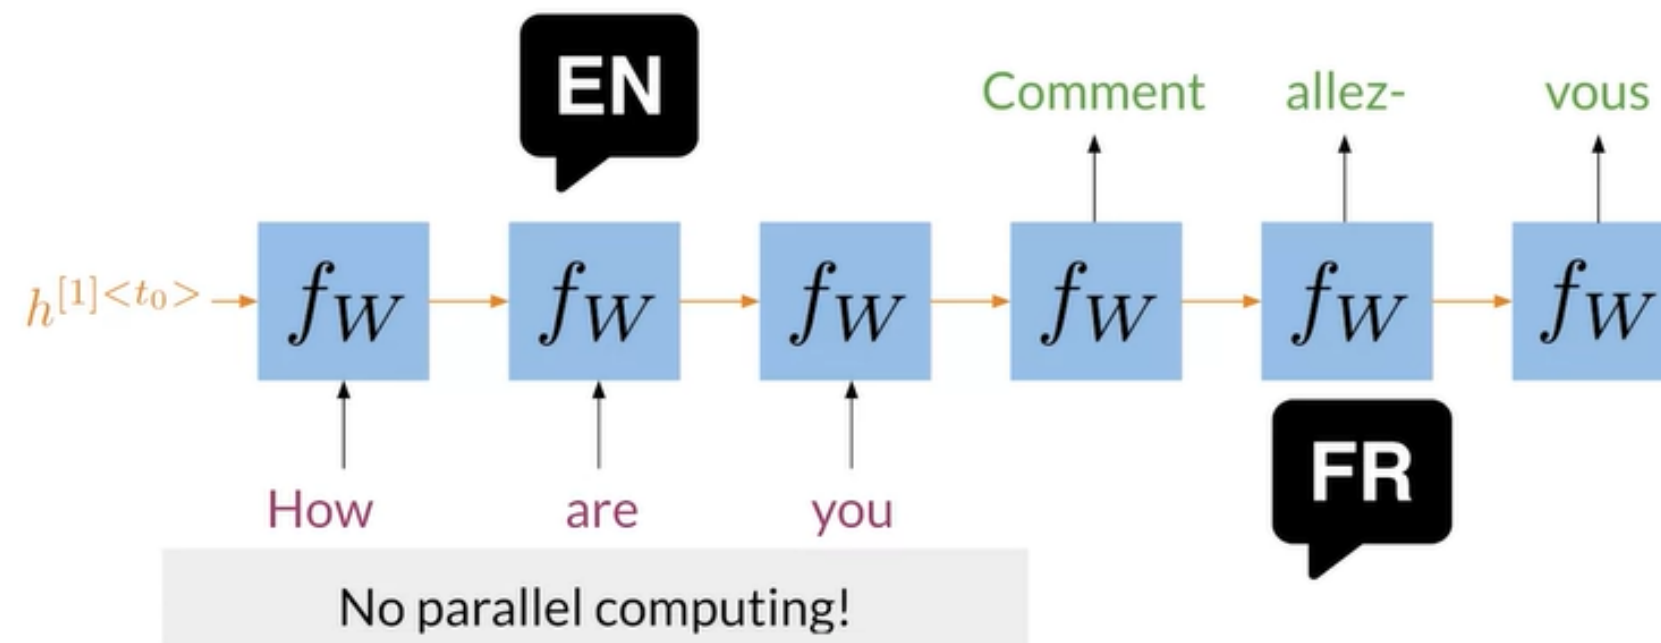 EN
Comment allez- vous
h[1]<t0> fW fW fW fW fW fW
FR
How are you
No parallel computing!